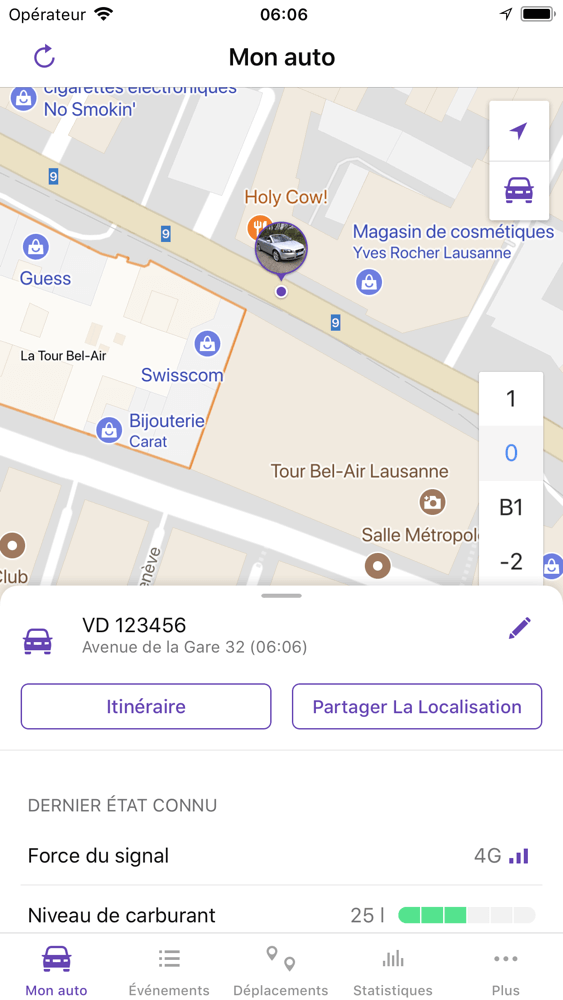 Opérateur
06:06
Mon auto
cigarettes électroniques
No Smokin'
9
Holy Cow!
9
Magasin de cosmétiques
Yves Rocher Lausanne
Guess
9
La Tour Bel-Air
Swisscom
1
Bijouterie
Carat
0
Tour Bel-Air Lausanne
B1
Salle Métropol
-2
enève
Club
VD 123456
Avenue de la Gare 32 (06:06)
Itinéraire
Partager La Localisation
DERNIER ÉTAT CONNU
Force du signal
4G
Niveau de carburant
25 l
Mon auto
Événements
Déplacements
Statistiques
Plus